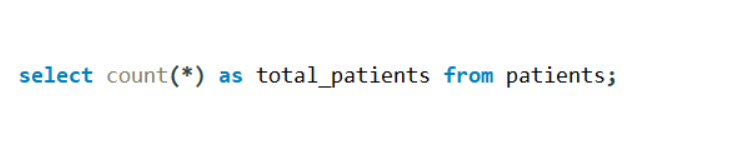 select count(*) as total_patients from patients;